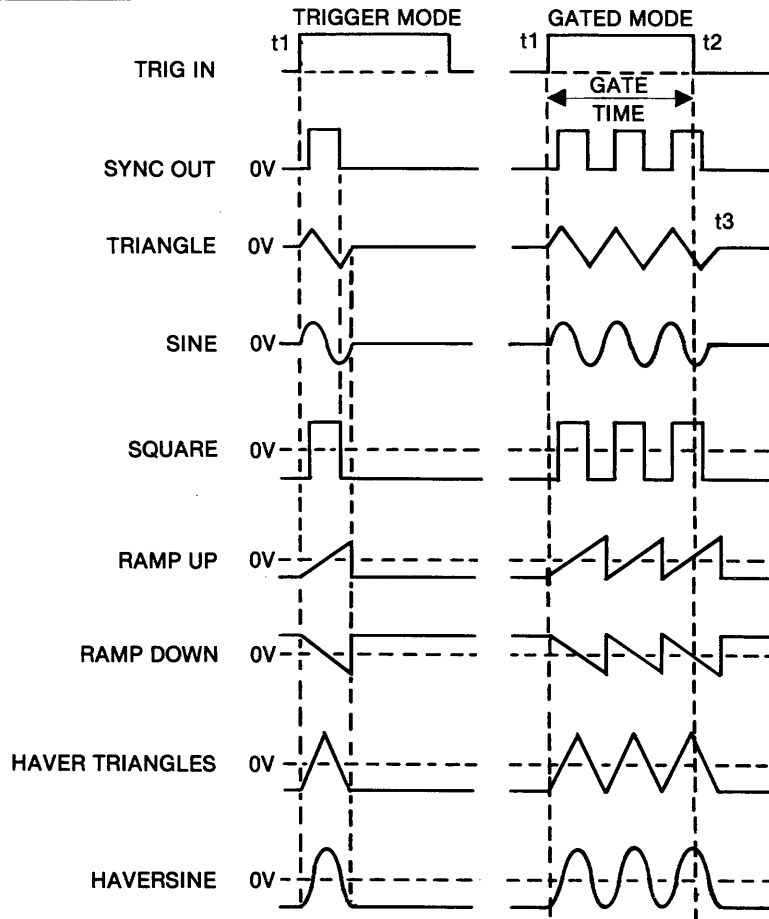 TRIGGER MODE
GATED MODE
t1
t1
t2
TRIG IN
GATE
TIME
SYNC OUT 0V
t3
TRIANGLE 0V
SINE 0V
SQUARE 0V
RAMP UP 0V
RAMP DOWN 0V
HAVER TRIANGLES 0V
HAVERSINE 0V